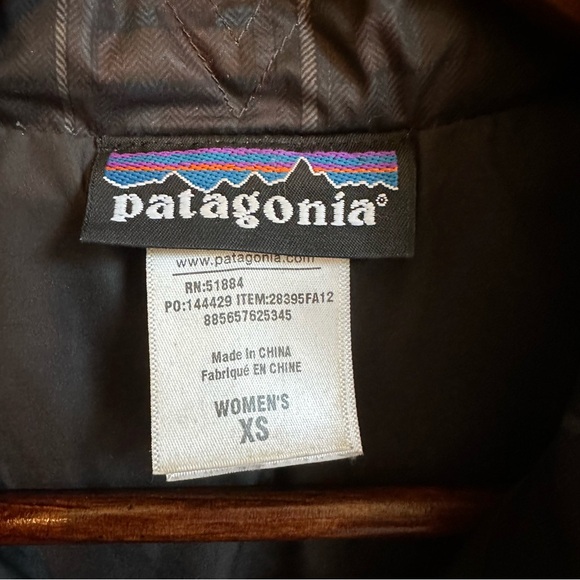 patagonia®
www.patagonia.com
RN:51884
PO:144429 ITEM:28395FA12
885657625345
Made in CHINA
Fabriqué EN CHINE
WOMEN'S
XS